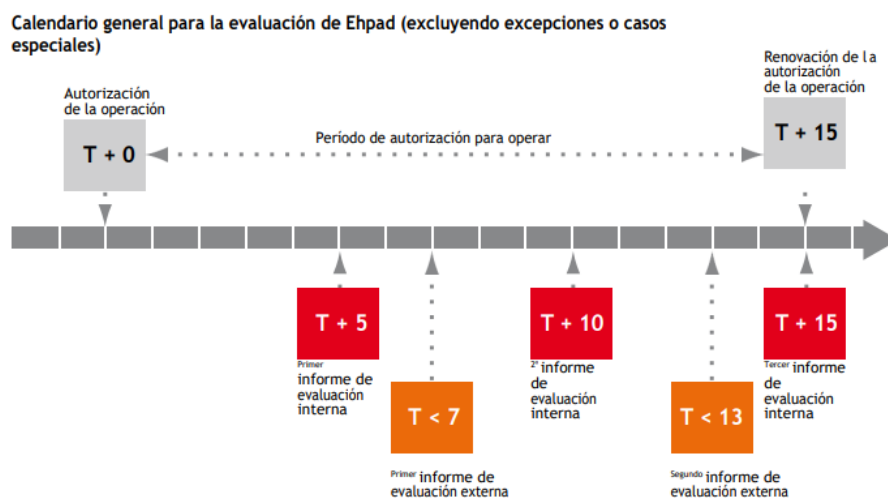 Calendario general para la evaluación de Ehpad (excluyendo excepciones o casos
especiales)
Autorización
de la operación
T + 0
Período de autorización para operar
Renovación de la
autorización
de la operación
T + 15
T + 5
Primer
informe de
evaluación
interna
T < 7
Primer informe de
evaluación externa
T + 10
2º informe
de
evaluación
interna
T < 13
Segundo informe de
evaluación externa
T + 15
Tercer informe
de
evaluación
interna